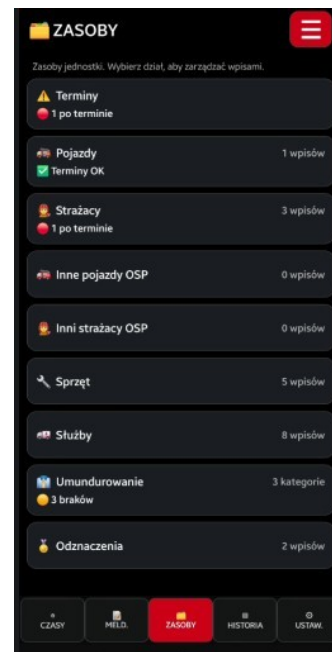 ZASOBY
Zasoby jednostki. Wybierz dział, aby zarządzać wpisami.
Terminy
1 po terminie
Pojazdy
1 wpisów
Terminy OK
Strażacy
3 wpisów
1 po terminie
Inne pojazdy OSP
0 wpisów
Inni strażacy OSP
0 wpisów
Sprzęt
5 wpisów
Służby
8 wpisów
Umundurowanie
3 kategorie
3 braków
Odznaczenia
2 wpisów
CZASY
MELD.
ZASOBY
HISTORIA
USTAW.